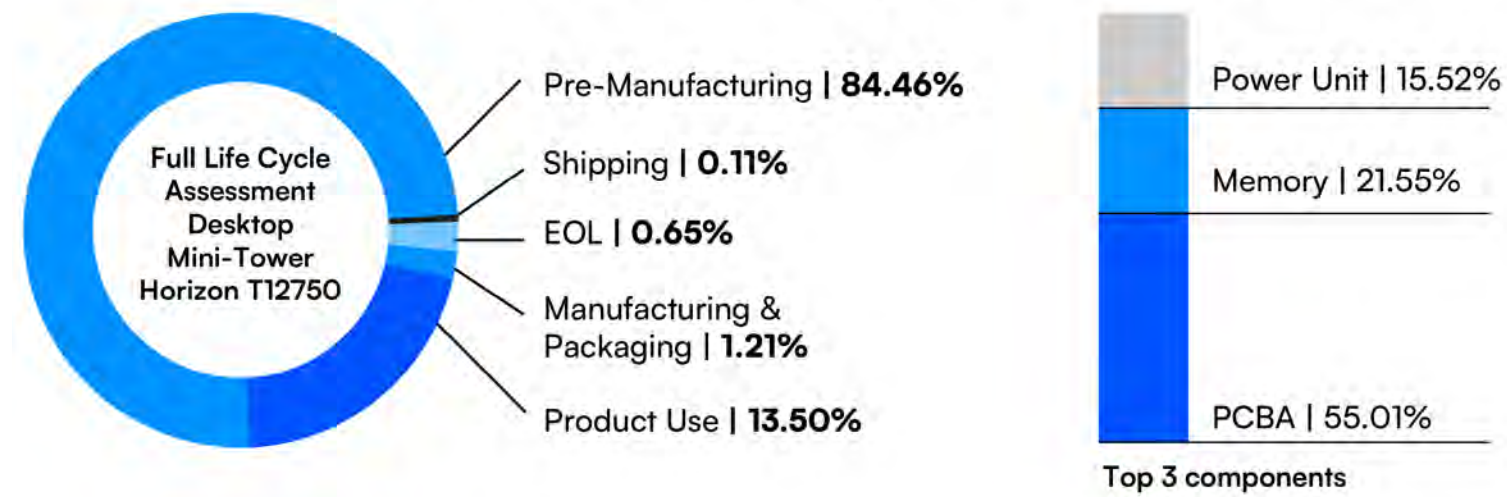 Full Life Cycle
Assessment
Desktop
Mini-Tower
Horizon T12750
Pre-Manufacturing | 84.46%
Shipping | 0.11%
EOL | 0.65%
Manufacturing &
Packaging | 1.21%
Product Use | 13.50%
Power Unit | 15.52%
Memory | 21.55%
PCBA | 55.01%
Top 3 components